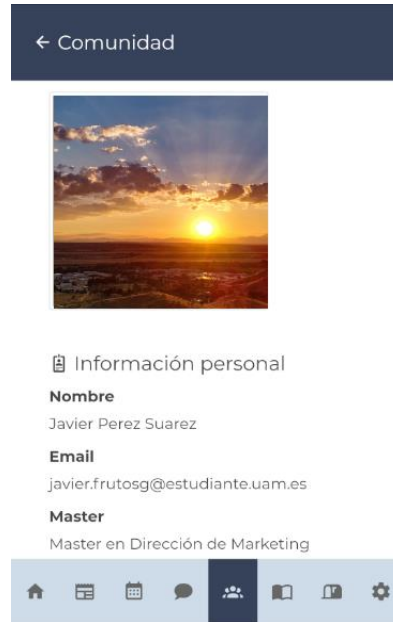 Comunidad
Información personal
Nombre
Javier Perez Suarez
Email
javier.frutosg@estudiante.uam.es
Master
Master en Dirección de Marketing